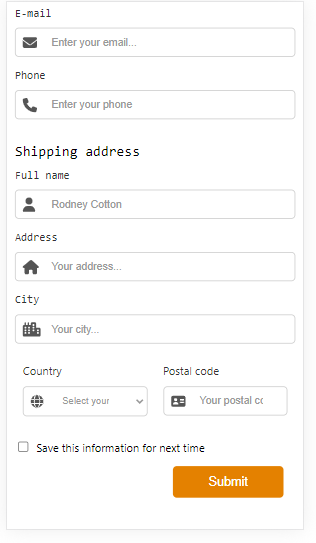 E-mail
Enter your email...
Phone
Enter your phone
Shipping address
Full name
Rodney Cotton
Address
Your address...
City
Your city...
Country Postal code
Select your Your postal cc
Save this information for next time
Submit